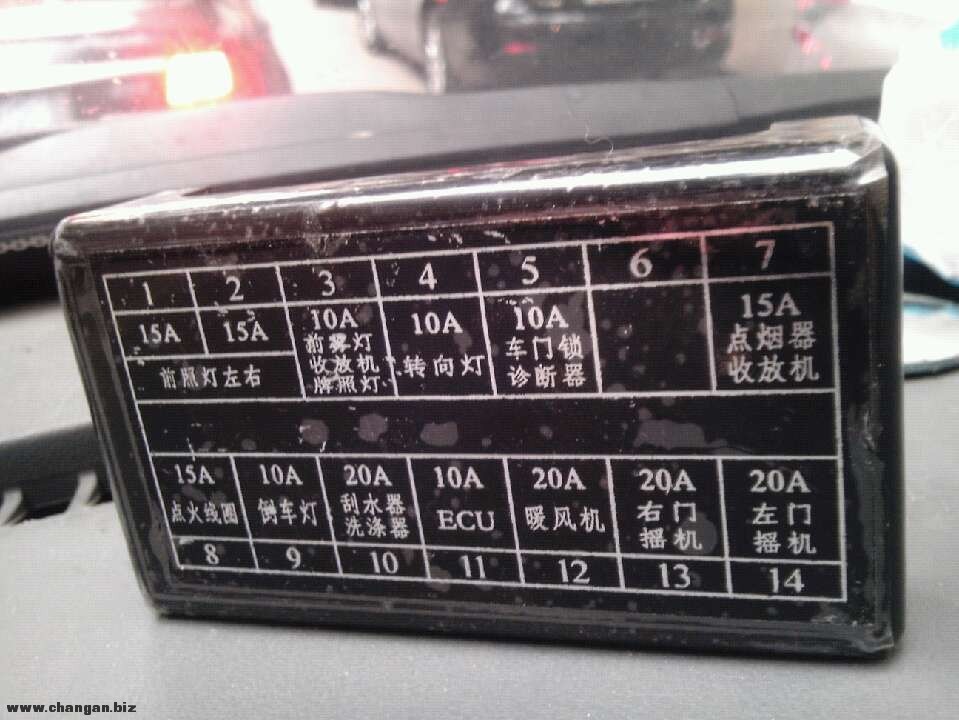 1 2 3 4 5 6 7
15A 15A 10A 10A 10A 15A
前照灯左右
前雾灯
收放机
牌照灯
转向灯
车门锁
诊断器
点烟器
收放机
15A 10A 20A 10A 20A 20A 20A
点火线圈
倒车灯
刮水器
洗涤器
ECU
暖风机
右门
摇机
左门
摇机
8 9 10 11 12 13 14
www.changan.biz